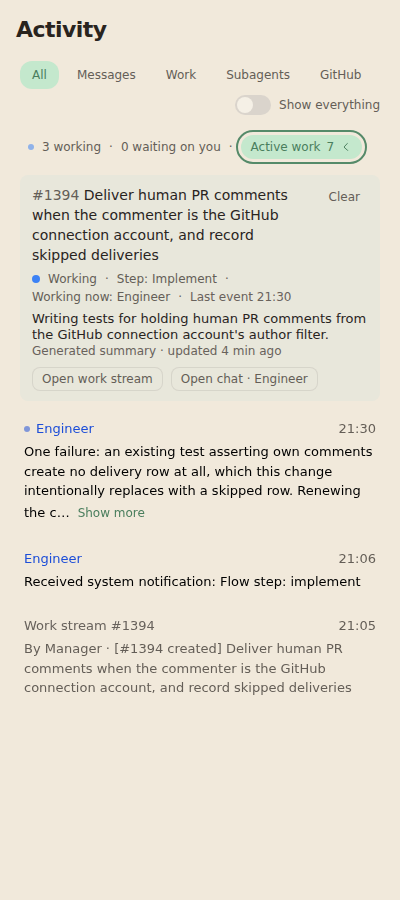 Activity
All Messages Work Subagents GitHub
Show everything
3 working · 0 waiting on you · Active work 7
#1394 Deliver human PR comments
when the commenter is the GitHub
connection account, and record
skipped deliveries
Clear
Working · Step: Implement ·
Working now: Engineer · Last event 21:30
Writing tests for holding human PR comments from
the GitHub connection account's author filter.
Generated summary · updated 4 min ago
Open work stream Open chat · Engineer
Engineer 21:30
One failure: an existing test asserting own comments
create no delivery row at all, which this change
intentionally replaces with a skipped row. Renewing
the c… Show more
Engineer 21:06
Received system notification: Flow step: implement
Work stream #1394 21:05
By Manager · [#1394 created] Deliver human PR
comments when the commenter is the GitHub
connection account, and record skipped deliveries